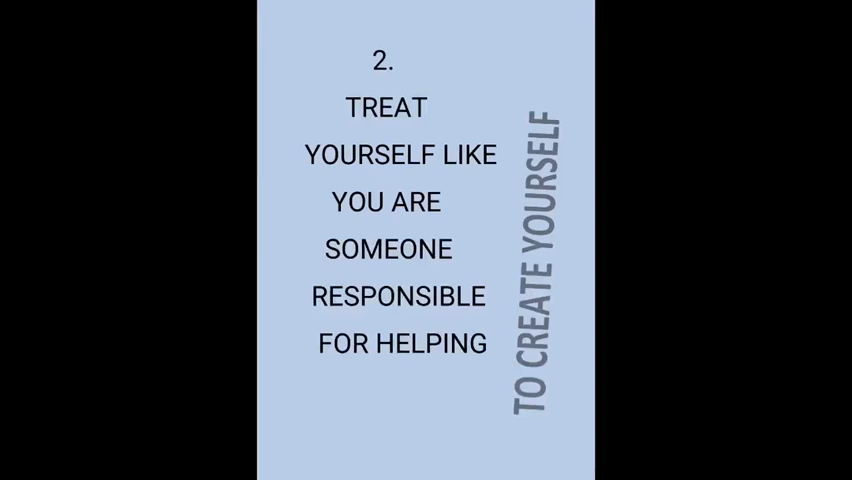 2.
TREAT
YOURSELF LIKE
YOU ARE
SOMEONE
RESPONSIBLE
FOR HELPING
TO CREATE YOURSELF